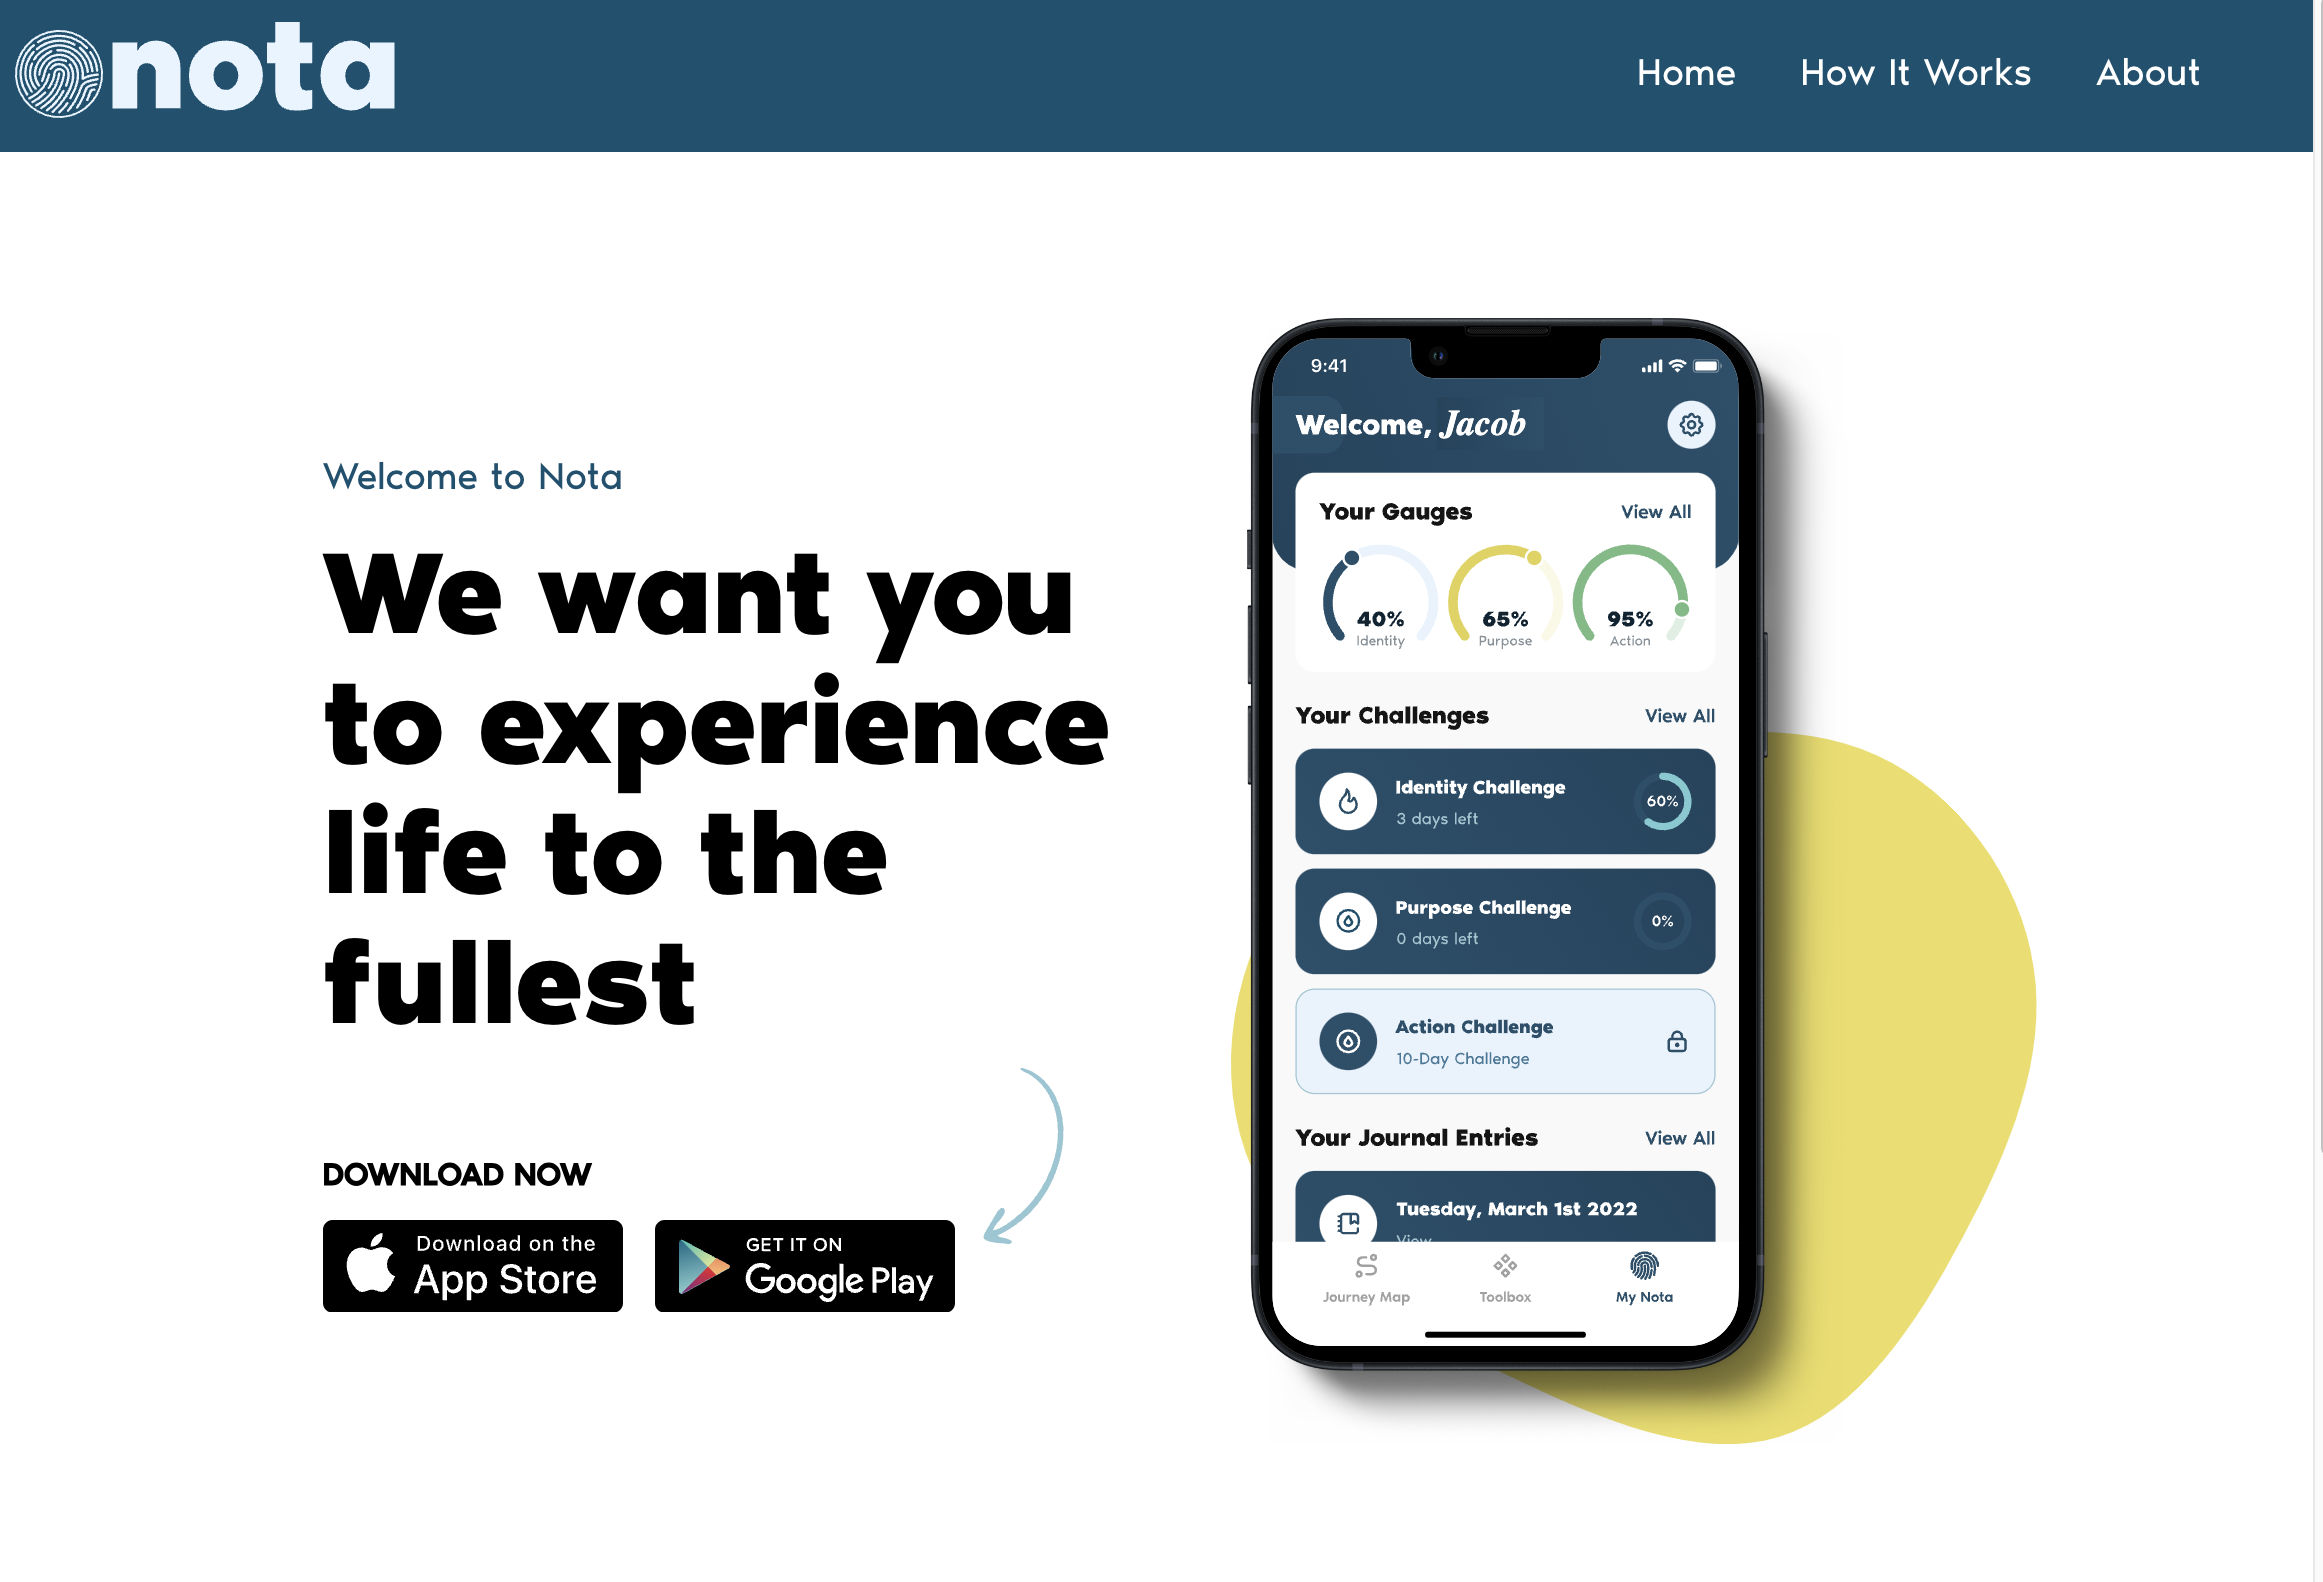 nota
Home
How It Works
About
Welcome to Nota
We want you
to experience
life to the
fullest
DOWNLOAD NOW
Download on the
App Store
GET IT ON
Google Play
9:41
Welcome, Jacob
Your Gauges
View All
40%
Identity
65%
Purpose
95%
Action
Your Challenges
View All
Identity Challenge
3 days left
60%
Purpose Challenge
0 days left
0%
Action Challenge
10-Day Challenge
Your Journal Entries
View All
Tuesday, March 1st 2022
View
Journey Map
Toolbox
My Nota